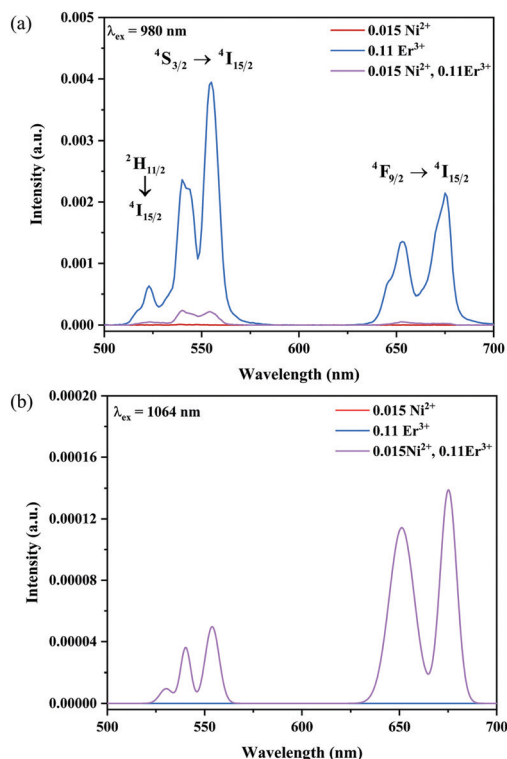 (a)
λex = 980 nm
0.015 Ni²⁺
0.11 Er³⁺
0.015 Ni²⁺, 0.11Er³⁺
⁴S₃/₂ → ⁴I₁₅/₂
²H₁₁/₂
↓
⁴I₁₅/₂
⁴F₉/₂ → ⁴I₁₅/₂
Intensity (a.u.)
0.005
0.004
0.003
0.002
0.001
0.000
500 550 600 650 700
Wavelength (nm)
(b)
λex = 1064 nm
0.015 Ni²⁺
0.11 Er³⁺
0.015Ni²⁺, 0.11Er³⁺
Intensity (a.u.)
0.00020
0.00016
0.00012
0.00008
0.00004
0.00000
500 550 600 650 700
Wavelength (nm)